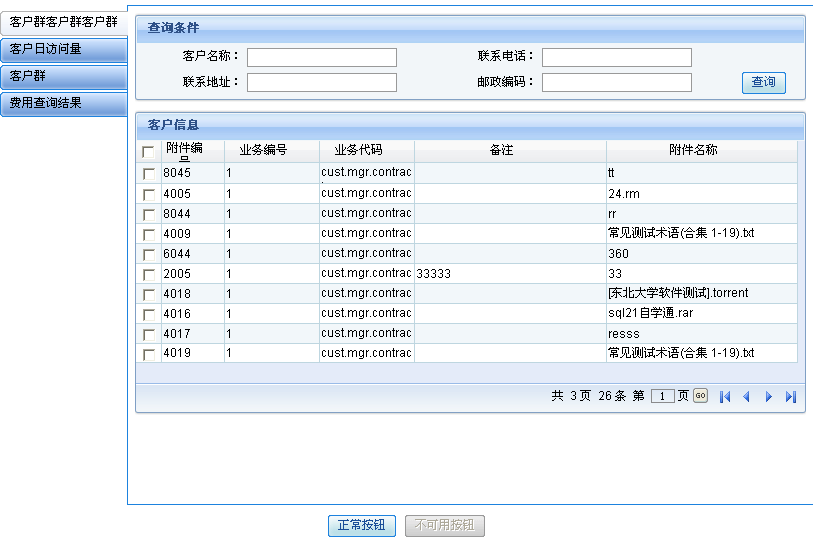 客户群客户群客户群
客户日访问量
客户群
费用查询结果
查询条件
客户名称： 联系电话：
联系地址： 邮政编码： 查询
客户信息
附件编号 业务编号 业务代码 备注 附件名称
8045 1 cust.mgr.contrac tt
4005 1 cust.mgr.contrac 24.rm
8044 1 cust.mgr.contrac rr
4009 1 cust.mgr.contrac 常见测试术语(合集 1-19).txt
6044 1 cust.mgr.contrac 360
2005 1 cust.mgr.contrac 33333 33
4018 1 cust.mgr.contrac [东北大学软件测试].torrent
4016 1 cust.mgr.contrac sql21自学通.rar
4017 1 cust.mgr.contrac resss
4019 1 cust.mgr.contrac 常见测试术语(合集 1-19).txt
共 3页 26条 第 1 页 GO
正常按钮 不可用按钮